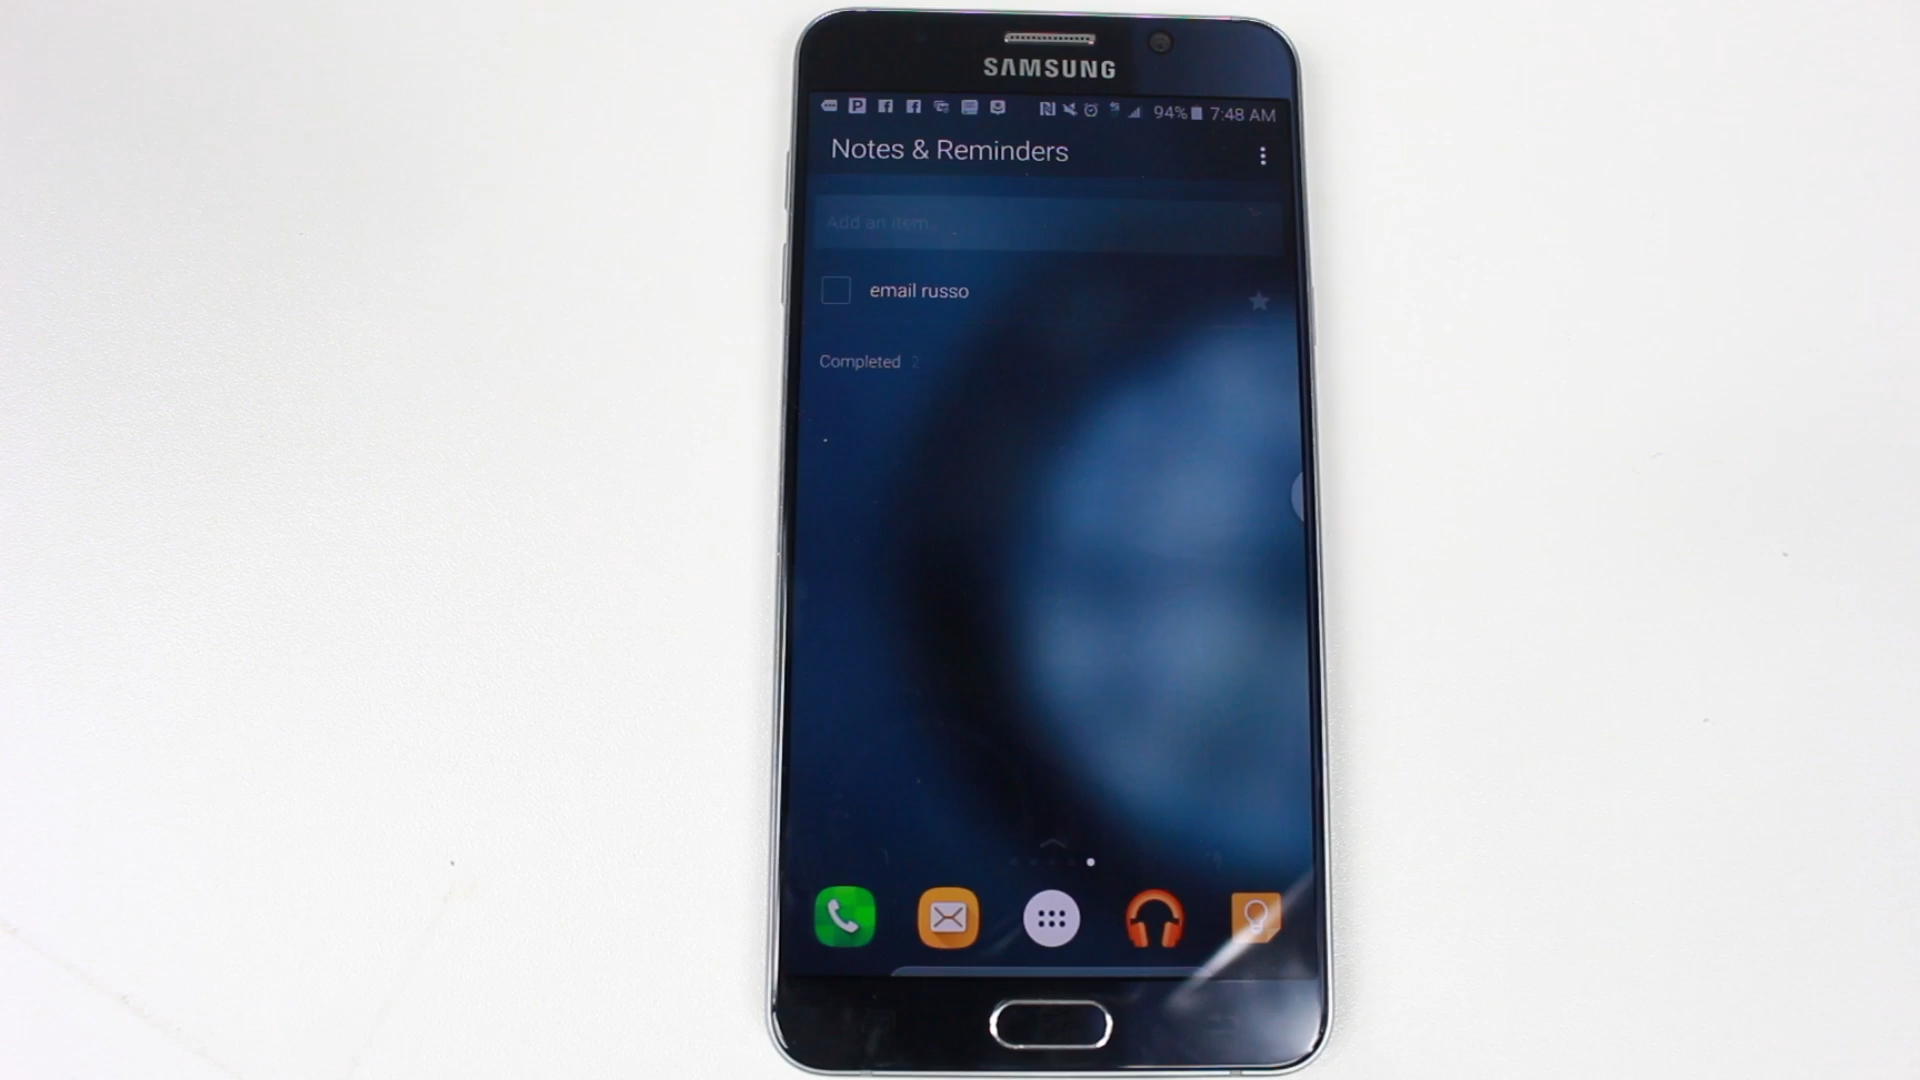 SAMSUNG
94% 7:48 AM
Notes & Reminders
Add an item...
email russo
Completed 2